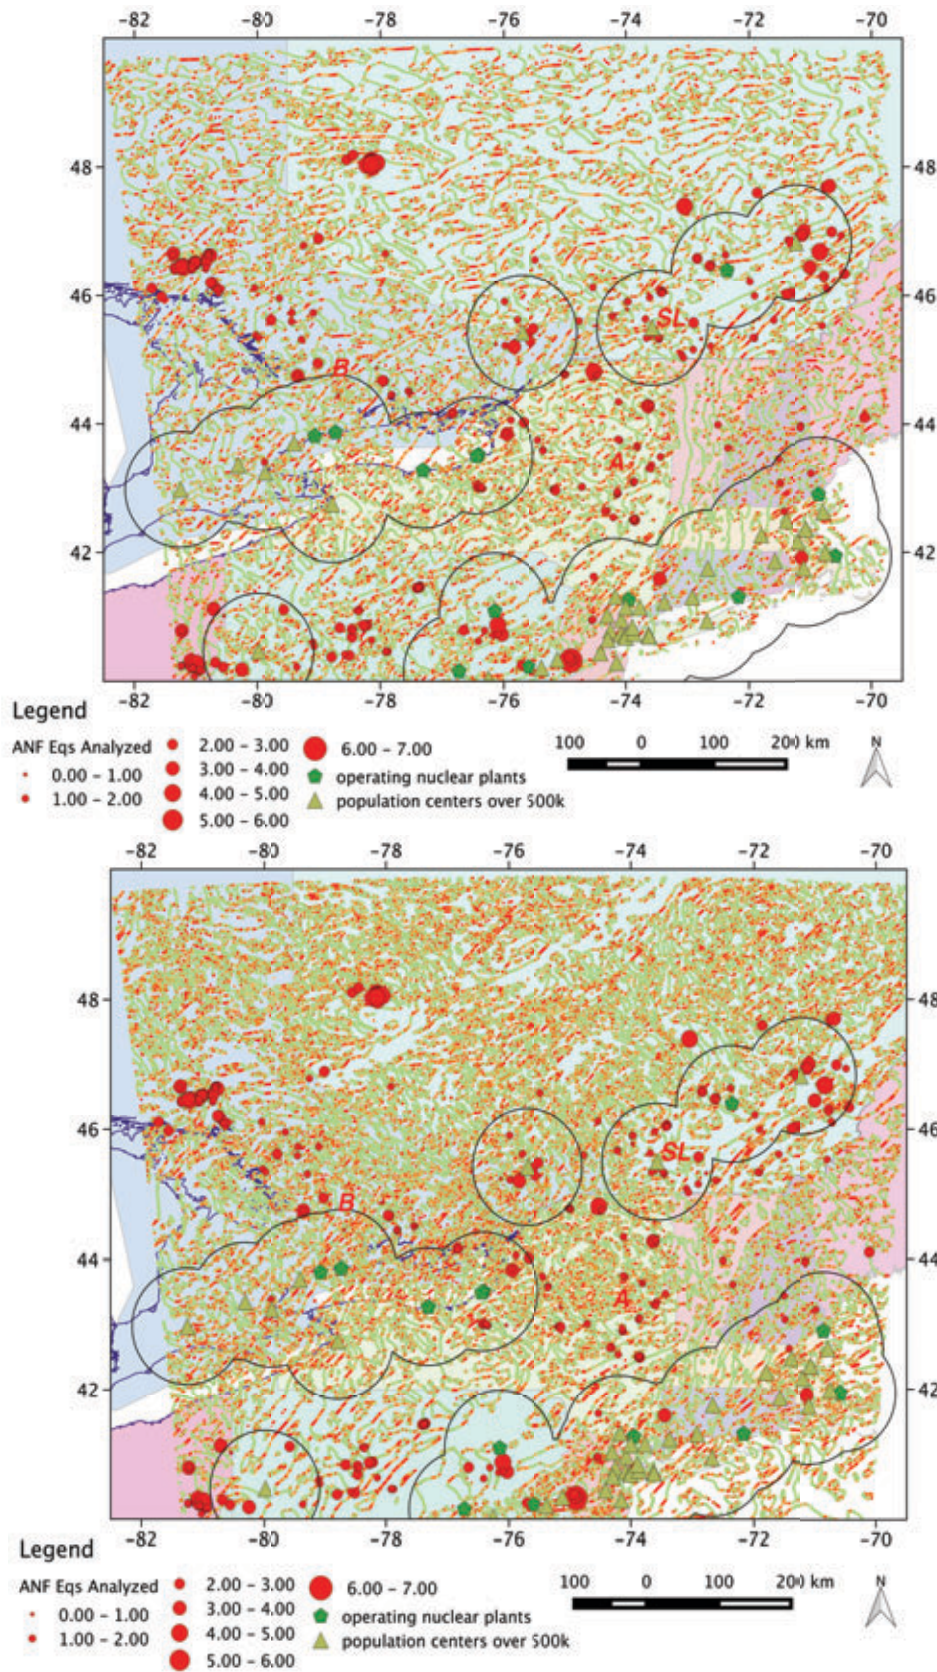 −82 −80 −78 −76 −74 −72 −70
48 48
46 46
SL
B
44 44
A
42 42
−82 −80 −78 −76 −74 −72 −70
Legend
ANF Eqs Analyzed
0.00 – 1.00
1.00 – 2.00
2.00 – 3.00
3.00 – 4.00
4.00 – 5.00
5.00 – 6.00
6.00 – 7.00
operating nuclear plants
population centers over 500k
100 0 100 200 km
N
−82 −80 −78 −76 −74 −72 −70
48 48
46 46
SL
B
44 44
A
42 42
−82 −80 −78 −76 −74 −72 −70
Legend
ANF Eqs Analyzed
0.00 – 1.00
1.00 – 2.00
2.00 – 3.00
3.00 – 4.00
4.00 – 5.00
5.00 – 6.00
6.00 – 7.00
operating nuclear plants
population centers over 500k
100 0 100 200 km
N